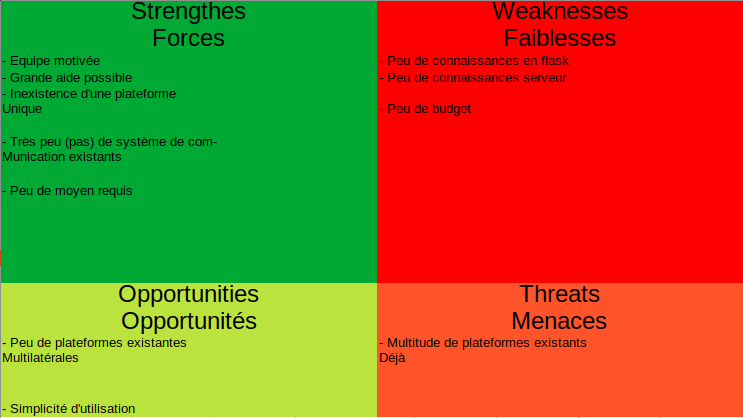 Strengthes
Forces
- Equipe motivée
- Grande aide possible
- Inexistence d'une plateforme
Unique
- Très peu (pas) de système de com-
Munication existants
- Peu de moyen requis
Weaknesses
Faiblesses
- Peu de connaissances en flask
- Peu de connaissances serveur
- Peu de budget
Opportunities
Opportunités
- Peu de plateformes existantes
Multilatérales
- Simplicité d'utilisation
Threats
Menaces
- Multitude de plateformes existants
Déjà